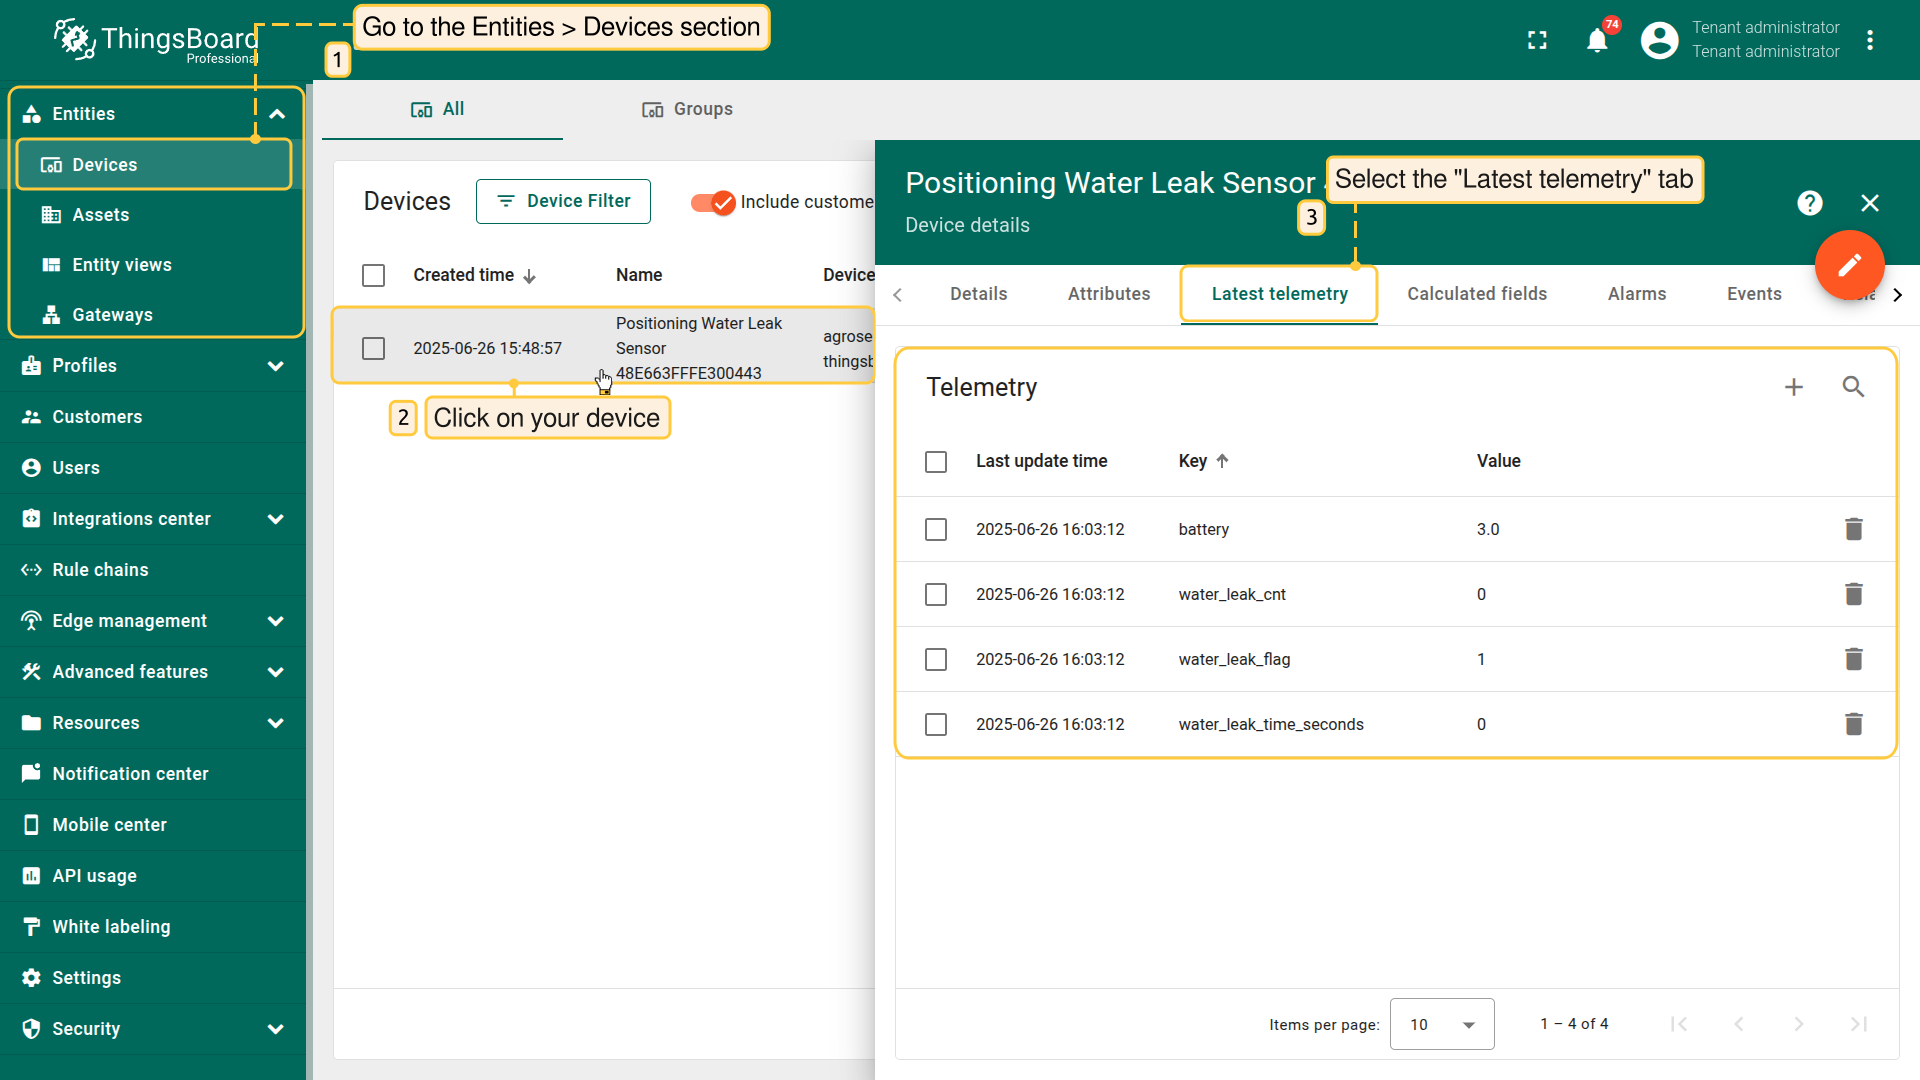 ThingsBoard
Professional
1
Go to the Entities > Devices section
74
Tenant administrator
Tenant administrator
Entities
Devices
Assets
Entity views
Gateways
Profiles
Customers
Users
Integrations center
Rule chains
Edge management
Advanced features
Resources
Notification center
Mobile center
API usage
White labeling
Settings
Security
All
Groups
Devices
Device Filter
Include custome
Created time
Name
Device
2025-06-26 15:48:57
Positioning Water Leak
Sensor
48E663FFFE300443
agrose
thingsb
2
Click on your device
Positioning Water Leak Sensor
Device details
3
Select the "Latest telemetry" tab
Details
Attributes
Latest telemetry
Calculated fields
Alarms
Events
Telemetry
Last update time
Key
Value
2025-06-26 16:03:12
battery
3.0
2025-06-26 16:03:12
water_leak_cnt
0
2025-06-26 16:03:12
water_leak_flag
1
2025-06-26 16:03:12
water_leak_time_seconds
0
Items per page:
10
1 – 4 of 4